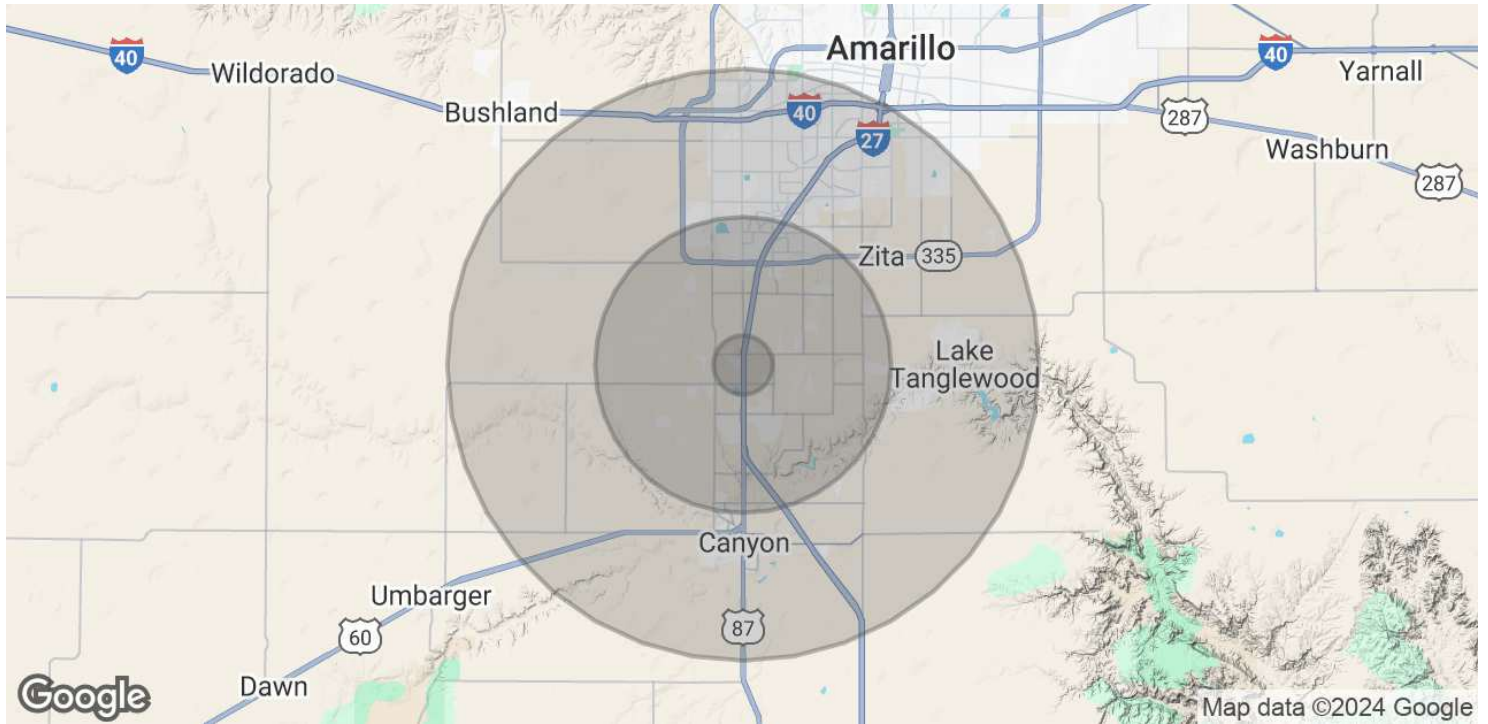 Amarillo
40
40
Yarnall
Wildorado
Bushland
40
287
27
Washburn
287
Zita
335
Lake
Tanglewood
Canyon
Umbarger
87
60
Dawn
Google
Map data ©2024 Google